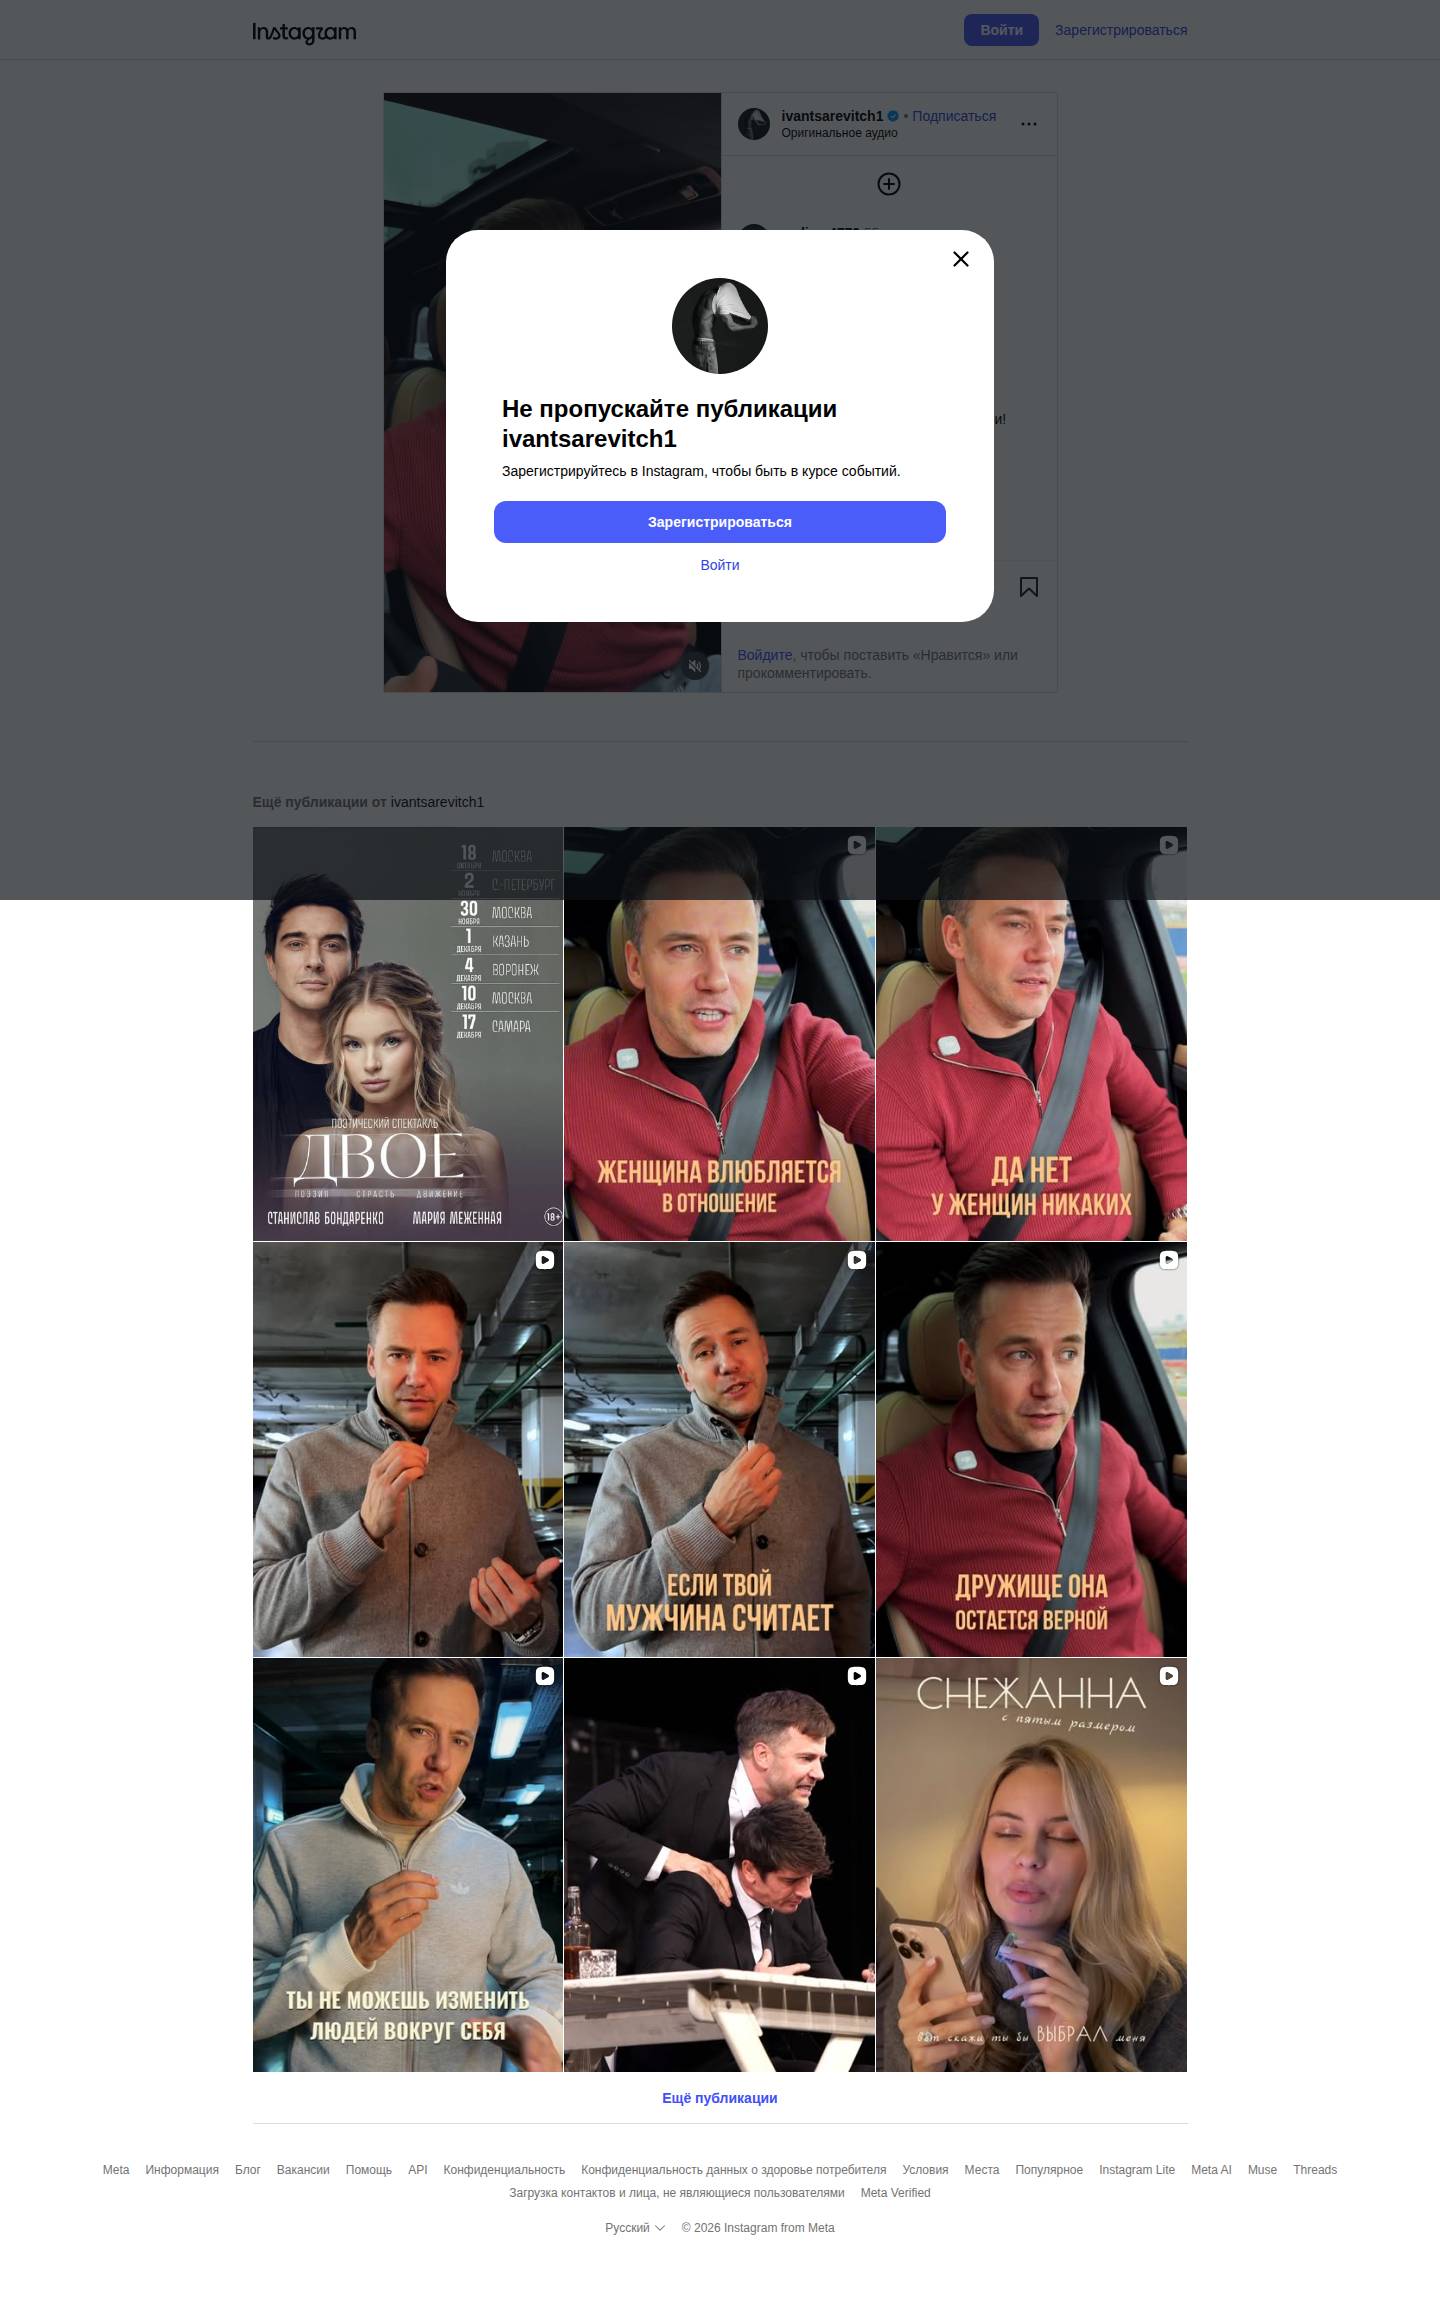 Instagram
Войти
Зарегистрироваться
ivantsarevitch1 • Подписаться
Оригинальное аудио
и!
Не пропускайте публикации
ivantsarevitch1
Зарегистрируйтесь в Instagram, чтобы быть в курсе событий.
Зарегистрироваться
Войти
Войдите, чтобы поставить «Нравится» или
прокомментировать.
Ещё публикации от ivantsarevitch1
18 ОКТЯБРЯ МОСКВА
2 НОЯБРЯ С.-ПЕТЕРБУРГ
30 НОЯБРЯ МОСКВА
1 ДЕКАБРЯ КАЗАНЬ
4 ДЕКАБРЯ ВОРОНЕЖ
10 ДЕКАБРЯ МОСКВА
17 ДЕКАБРЯ САМАРА
ПОЭТИЧЕСКИЙ СПЕКТАКЛЬ
ДВОЕ
ПОЭЗИЯ СТРАСТЬ ДВИЖЕНИЕ
СТАНИСЛАВ БОНДАРЕНКО МАРИЯ МЕЖЕННАЯ 18+
ЖЕНЩИНА ВЛЮБЛЯЕТСЯ
В ОТНОШЕНИЕ
ДА НЕТ
У ЖЕНЩИН НИКАКИХ
ЕСЛИ ТВОЙ
МУЖЧИНА СЧИТАЕТ
ДРУЖИЩЕ ОНА
ОСТАЕТСЯ ВЕРНОЙ
ТЫ НЕ МОЖЕШЬ ИЗМЕНИТЬ
ЛЮДЕЙ ВОКРУГ СЕБЯ
СНЕЖАННА
с пятым размером
вот скажи ты бы ВЫБРАЛ меня
Ещё публикации
Meta Информация Блог Вакансии Помощь API Конфиденциальность Конфиденциальность данных о здоровье потребителя Условия Места Популярное Instagram Lite Meta AI Muse Threads
Загрузка контактов и лица, не являющиеся пользователями Meta Verified
Русский © 2026 Instagram from Meta